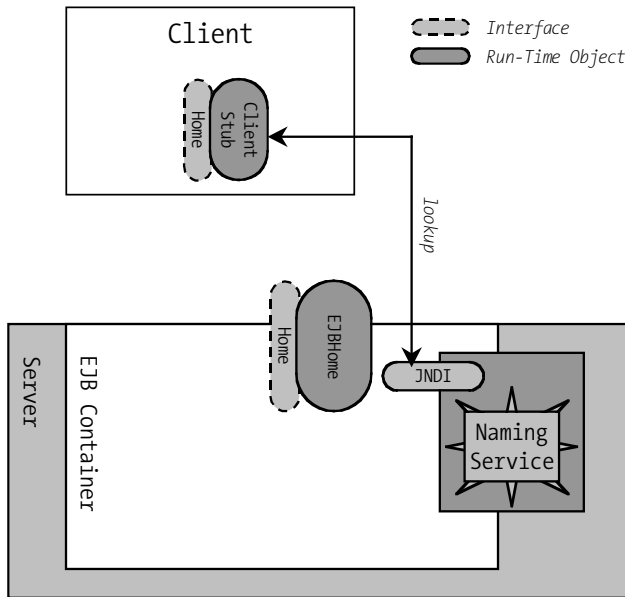 Client
Interface
Run-Time Object
Home
Client
Stub
lookup
Home
EJBHome
JNDI
Server
EJB Container
Naming
Service